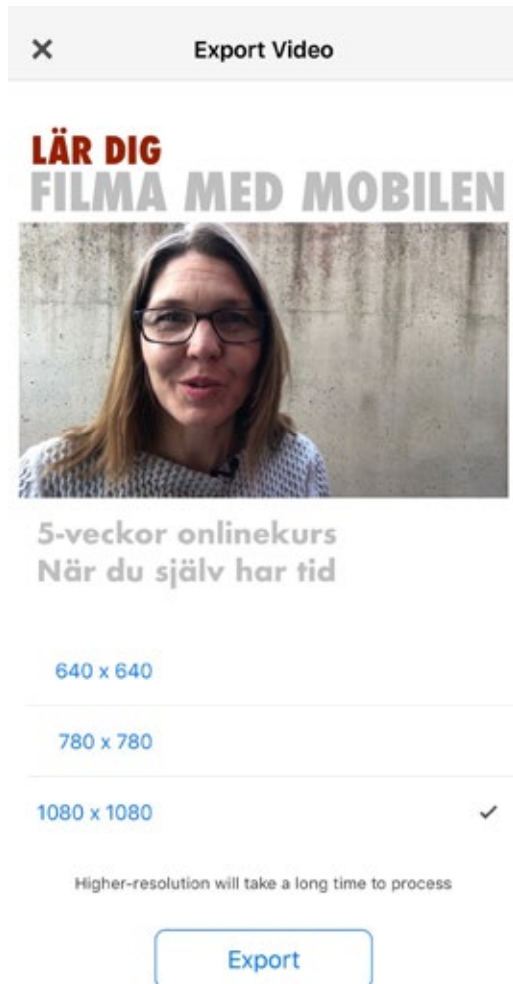 Export Video
LÄR DIG
FILMA MED MOBILEN
5-veckor onlinekurs
När du själv har tid
640 x 640
780 x 780
1080 x 1080
Higher-resolution will take a long time to process
Export